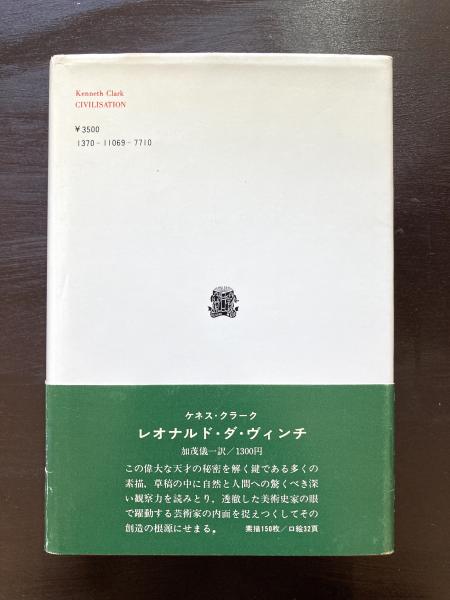 Kenneth Clark
CIVILISATION
¥3500
1370-11069-7710
ケネス・クラーク
レオナルド・ダ・ヴィンチ
加茂儀一訳/1300円
この偉大な天才の秘密を解く鍵である多くの
素描、草稿の中に自然と人間への驚くべき深
い観察力を読みとり、透徹した美術史家の眼
で躍動する芸術家の内面を捉えつくしてその
創造の根源にせまる。 素描150枚/口絵32頁